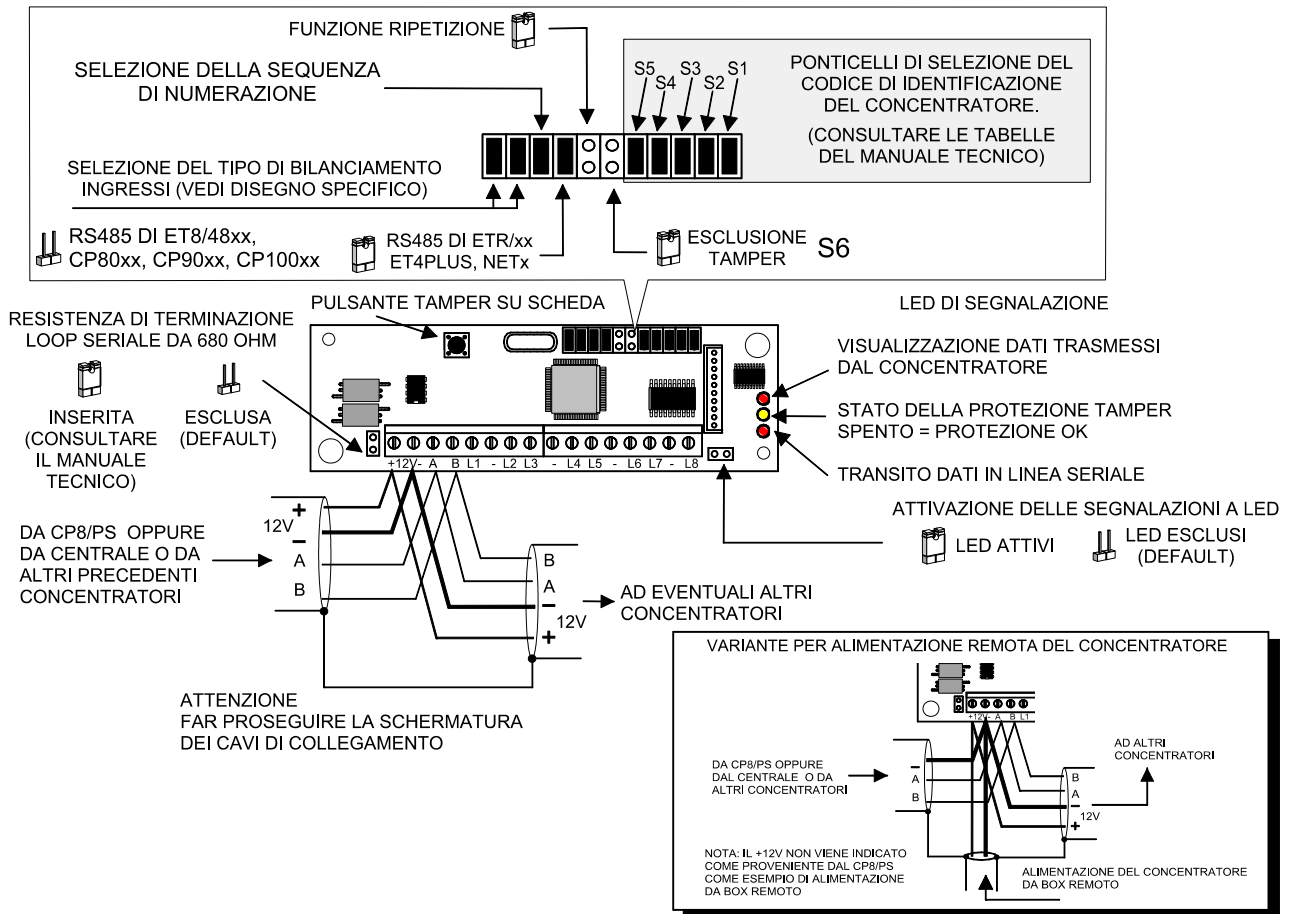 FUNZIONE RIPETIZIONE
SELEZIONE DELLA SEQUENZA
DI NUMERAZIONE
SELEZIONE DEL TIPO DI BILANCIAMENTO
INGRESSI (VEDI DISEGNO SPECIFICO)
S5
S4
S3
S2
S1
PONTICELLI DI SELEZIONE DEL
CODICE DI IDENTIFICAZIONE
DEL CONCENTRATORE.
(CONSULTARE LE TABELLE
DEL MANUALE TECNICO)
RS485 DI ET8/48xx,
CP80xx, CP90xx, CP100xx
RS485 DI ETR/xx
ET4PLUS, NETx
ESCLUSIONE
TAMPER
S6
PULSANTE TAMPER SU SCHEDA
LED DI SEGNALAZIONE
RESISTENZA DI TERMINAZIONE
LOOP SERIALE DA 680 OHM
INSERITA
(CONSULTARE
IL MANUALE
TECNICO)
ESCLUSA
(DEFAULT)
VISUALIZZAZIONE DATI TRASMESSI
DAL CONCENTRATORE
STATO DELLA PROTEZIONE TAMPER
SPENTO = PROTEZIONE OK
TRANSITO DATI IN LINEA SERIALE
+12V- A B L1 - L2 L3 - L4 L5 - L6 L7 - L8
ATTIVAZIONE DELLE SEGNALAZIONI A LED
LED ATTIVI
LED ESCLUSI
(DEFAULT)
DA CP8/PS OPPURE
DA CENTRALE O DA
ALTRI PRECEDENTI
CONCENTRATORI
+
12V
-
A
B
B
A
-
12V
+
AD EVENTUALI ALTRI
CONCENTRATORI
ATTENZIONE
FAR PROSEGUIRE LA SCHERMATURA
DEI CAVI DI COLLEGAMENTO
VARIANTE PER ALIMENTAZIONE REMOTA DEL CONCENTRATORE
+12V- A B L1
DA CP8/PS OPPURE
DAL CENTRALE O DA
ALTRI CONCENTRATORI
-
A
B
B
A
-
12V
+
AD ALTRI
CONCENTRATORI
NOTA: IL +12V NON VIENE INDICATO
COME PROVENIENTE DAL CP8/PS
COME ESEMPIO DI ALIMENTAZIONE
DA BOX REMOTO
ALIMENTAZIONE DEL CONCENTRATORE
DA BOX REMOTO